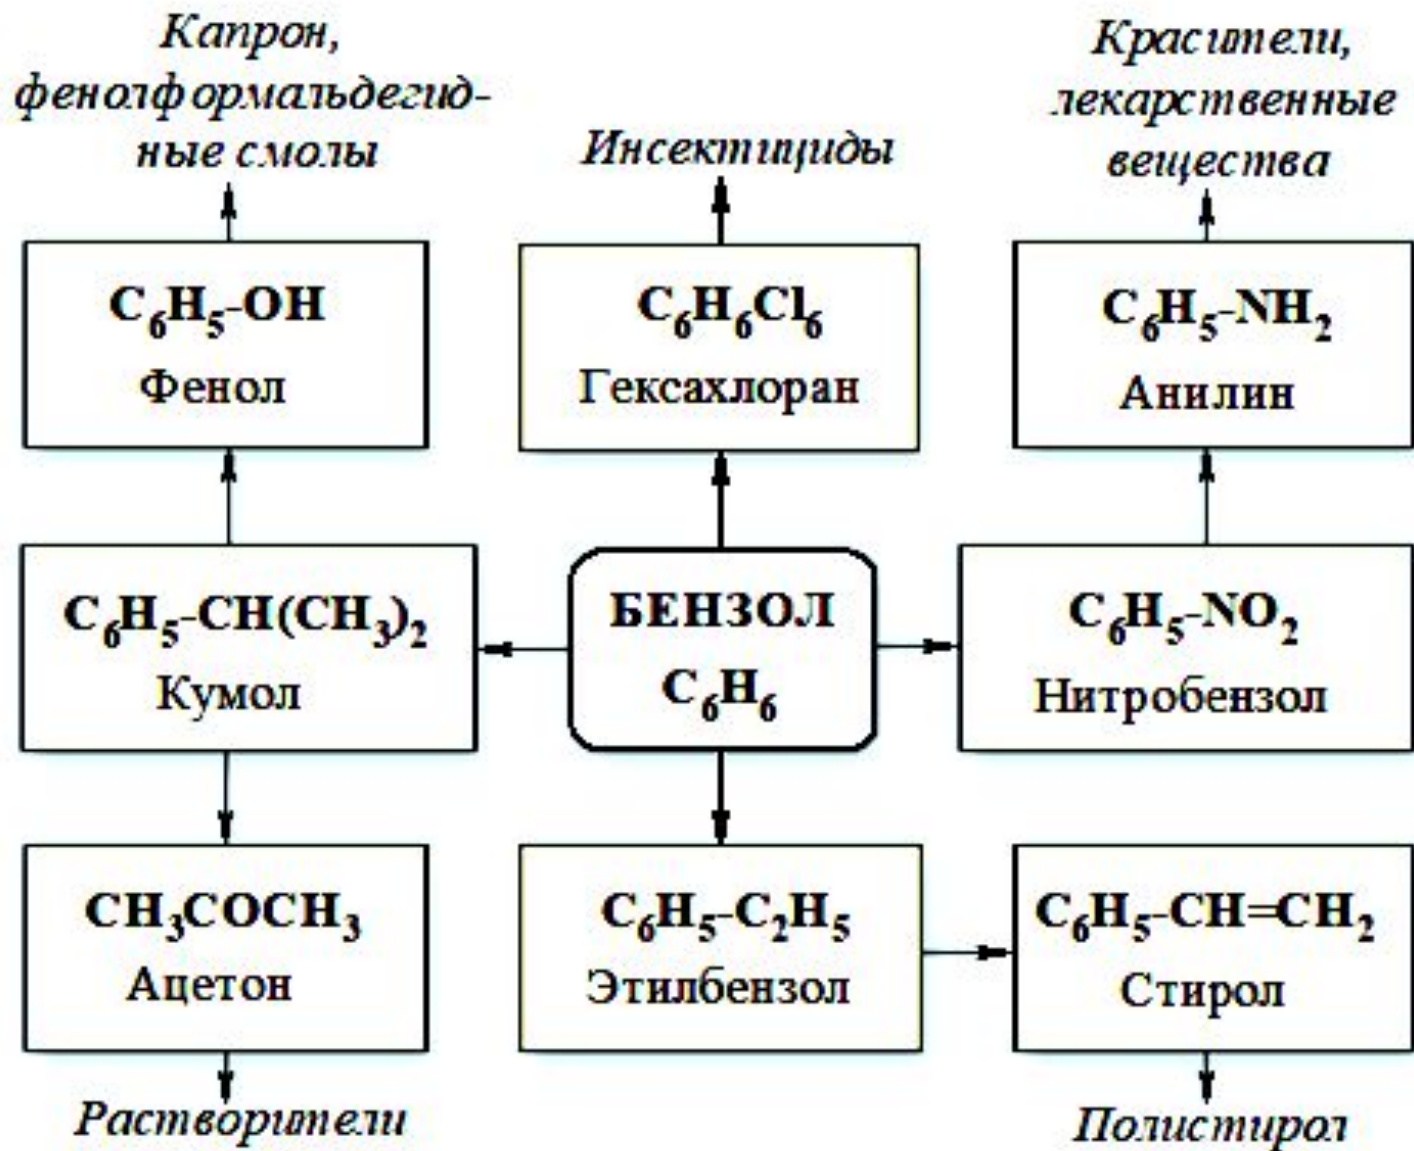 Капрон,
фенолформальдегид-
ные смолы
Инсектициды
Красители,
лекарственные
вещества
C₆H₅-OH
Фенол
C₆H₆Cl₆
Гексахлоран
C₆H₅-NH₂
Анилин
C₆H₅-CH(CH₃)₂
Кумол
БЕНЗОЛ
C₆H₆
C₆H₅-NO₂
Нитробензол
CH₃COCH₃
Ацетон
C₆H₅-C₂H₅
Этилбензол
C₆H₅-CH=CH₂
Стирол
Растворители
Полистирол